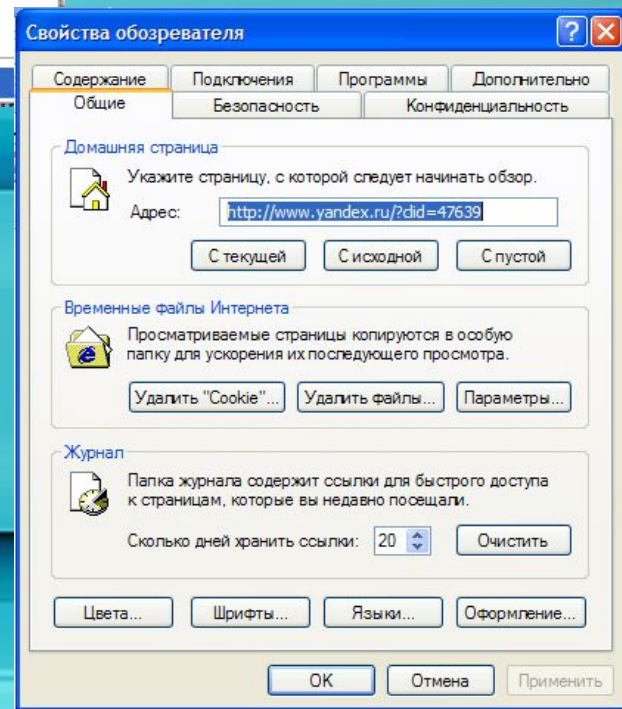 Свойства обозревателя
Содержание
Подключения
Программы
Дополнительно
Общие
Безопасность
Конфиденциальность
Домашняя страница
Укажите страницу, с которой следует начинать обзор.
Адрес: http://www.yandex.ru/?clid=47639
С текущей
С исходной
С пустой
Временные файлы Интернета
Просматриваемые страницы копируются в особую
папку для ускорения их последующего просмотра.
Удалить "Cookie"...
Удалить файлы...
Параметры...
Журнал
Папка журнала содержит ссылки для быстрого доступа
к страницам, которые вы недавно посещали.
Сколько дней хранить ссылки: 20
Очистить
Цвета...
Шрифты...
Языки...
Оформление...
OK
Отмена
Применить